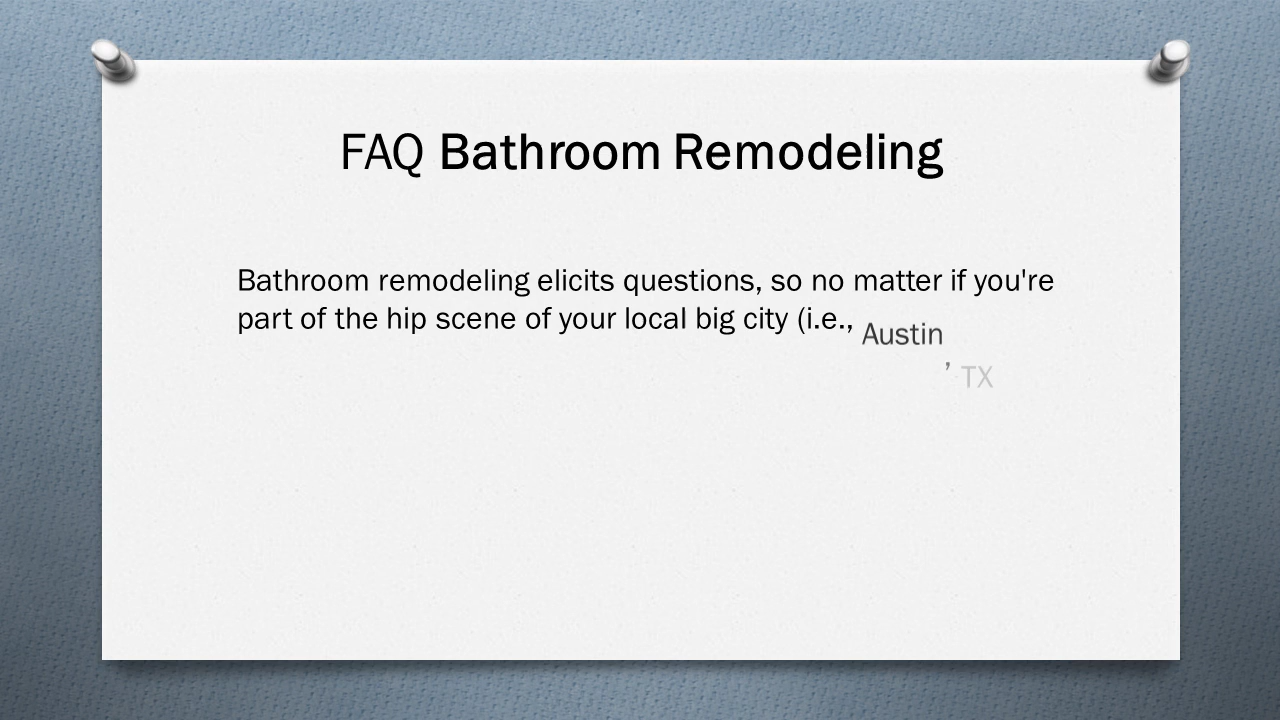 FAQ Bathroom Remodeling
Bathroom remodeling elicits questions, so no matter if you're
part of the hip scene of your local big city (i.e., Austin
, TX